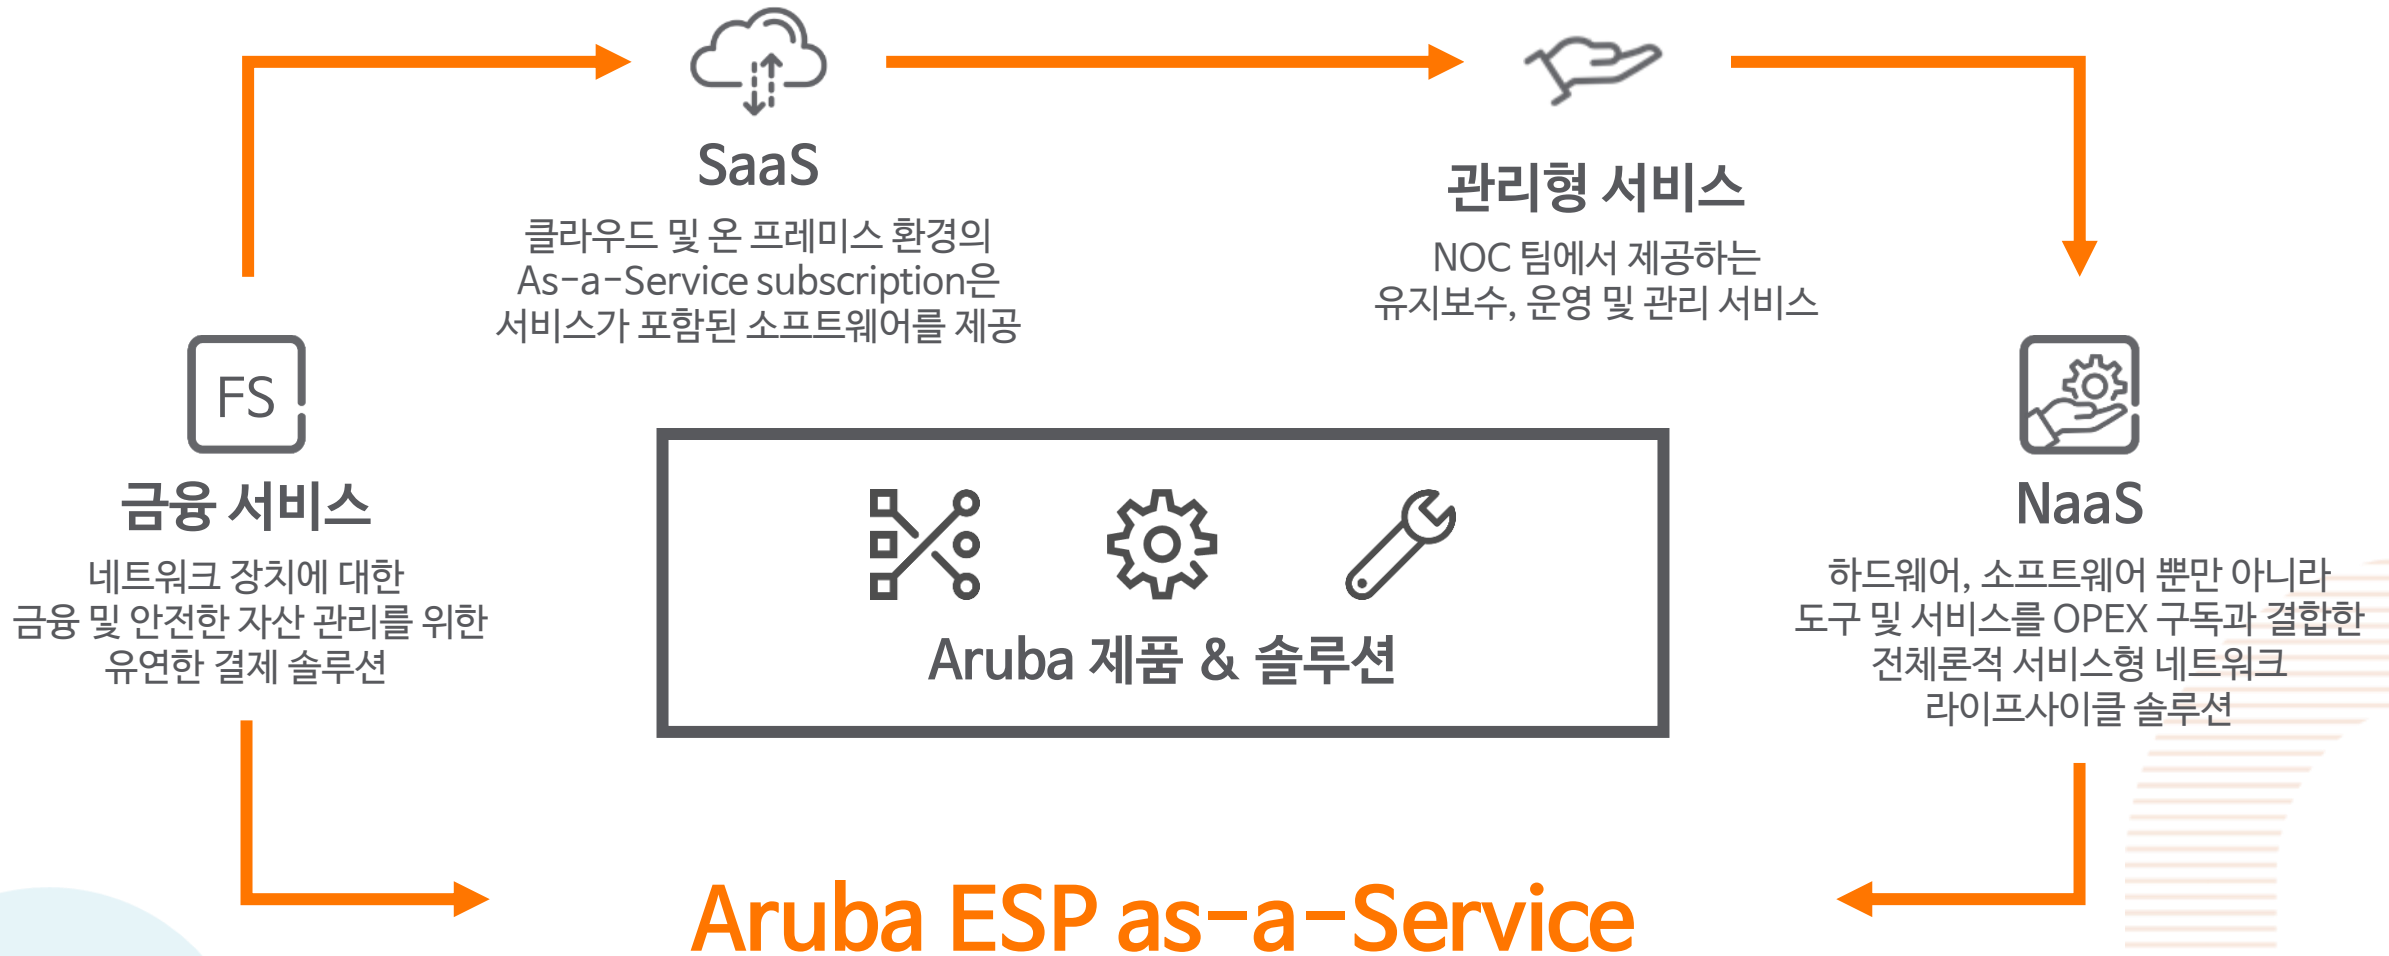 SaaS
클라우드 및 온 프레미스 환경의
As-a-Service subscription은
서비스가 포함된 소프트웨어를 제공
관리형 서비스
NOC 팀에서 제공하는
유지보수, 운영 및 관리 서비스
FS
금융 서비스
네트워크 장치에 대한
금융 및 안전한 자산 관리를 위한
유연한 결제 솔루션
Aruba 제품 & 솔루션
NaaS
하드웨어, 소프트웨어 뿐만 아니라
도구 및 서비스를 OPEX 구독과 결합한
전체론적 서비스형 네트워크
라이프사이클 솔루션
Aruba ESP as-a-Service